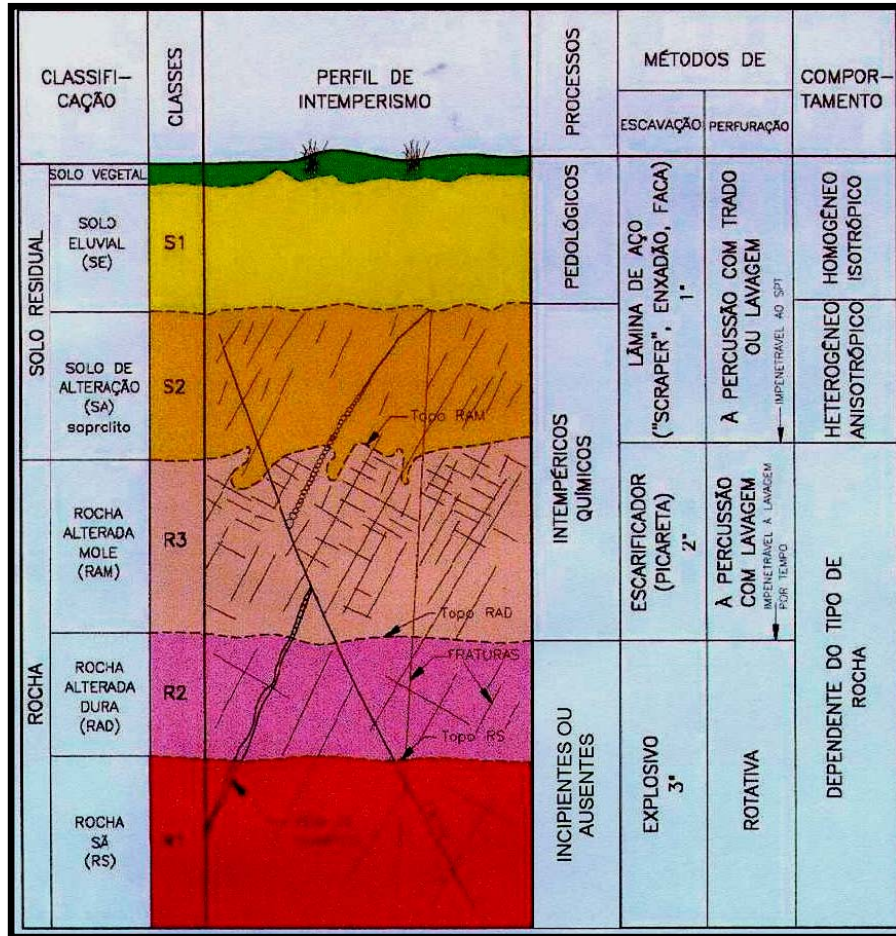 CLASSIFI-
CAÇÃO
CLASSES
PERFIL DE
INTEMPERISMO
PROCESSOS
MÉTODOS DE
ESCAVAÇÃO
PERFURAÇÃO
COMPOR-
TAMENTO
SOLO RESIDUAL
SOLO VEGETAL
SOLO
ELUVIAL
(SE)
S1
PEDOLÓGICOS
LÂMINA DE AÇO
("SCRAPER", ENXADÃO, FACA)
1ª
À PERCUSSÃO COM TRADO
OU LAVAGEM
IMPENETRÁVEL AO SPT
HOMOGÊNEO
ISOTRÓPICO
SOLO DE
ALTERAÇÃO
(SA)
saprolito
S2
Topo RAM
INTEMPÉRICOS
QUÍMICOS
HETEROGÊNEO
ANISOTRÓPICO
ROCHA
ROCHA
ALTERADA
MOLE
(RAM)
R3
Topo RAD
ESCARIFICADOR
(PICARETA)
2ª
À PERCUSSÃO
COM LAVAGEM
IMPENETRÁVEL À LAVAGEM
POR TEMPO
DEPENDENTE DO TIPO DE
ROCHA
ROCHA
ALTERADA
DURA
(RAD)
R2
FRATURAS
Topo RS
INCIPIENTES OU
AUSENTES
EXPLOSIVO
3ª
ROTATIVA
ROCHA
SÃ
(RS)